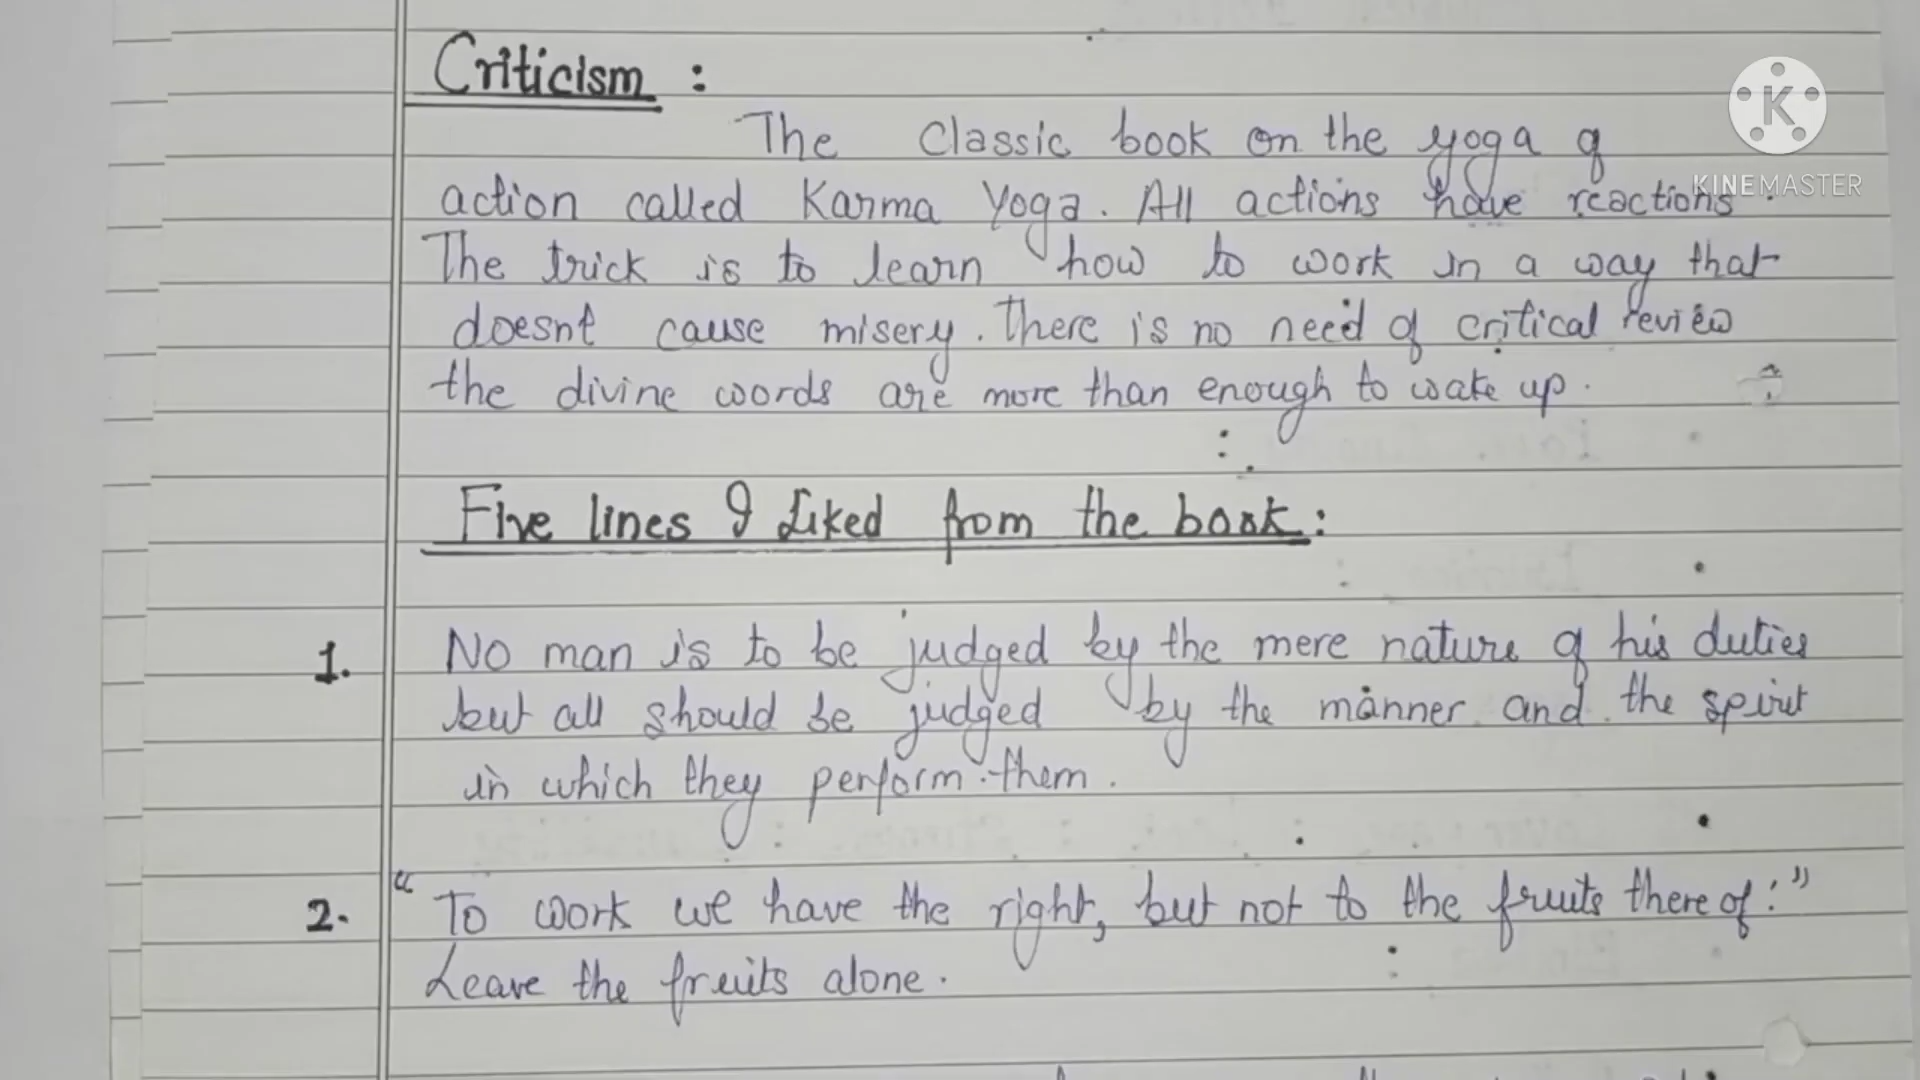 Criticism :
The Classic book on the yoga of
action called Karma Yoga. All actions have reactions.
The trick is to learn how to work in a way that
doesnt cause misery. There is no need of critical review
the divine words are more than enough to wake up.
Five lines I Liked from the book:
1. No man is to be judged by the mere nature of his duties
but all should be judged by the manner and the spirit
in which they perform them.
2. "To work we have the right, but not to the fruits there of:"
Leave the fruits alone.
K
KINEMASTER